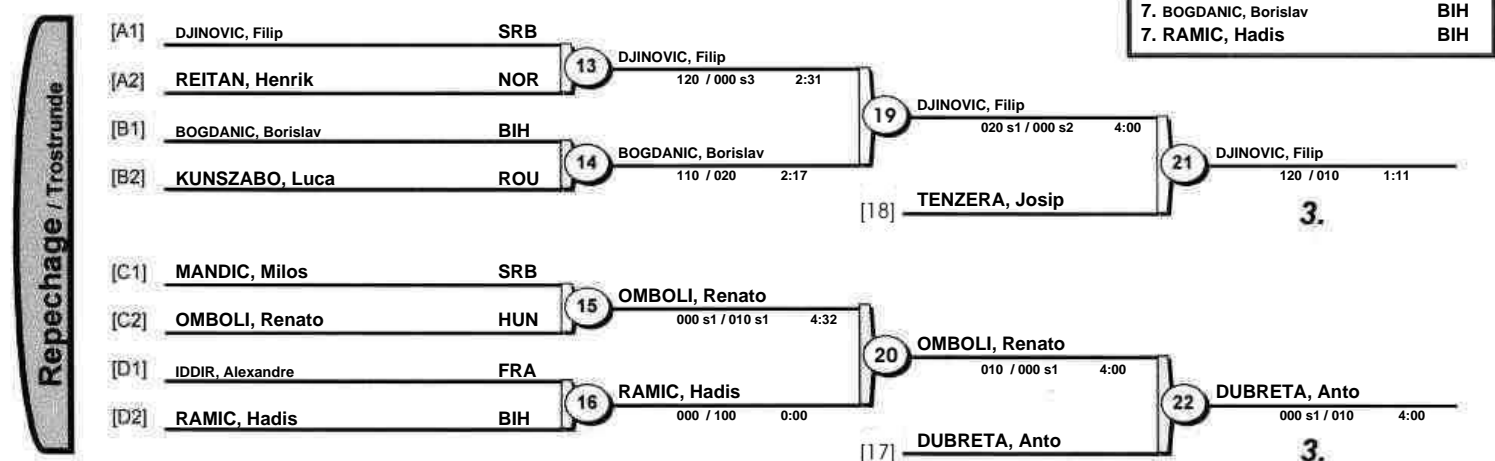 7. BOGDANIC, Borislav BIH
7. RAMIC, Hadis BIH
Repechage / Trostrunde
[A1] DJINOVIC, Filip SRB
[A2] REITAN, Henrik NOR
13 DJINOVIC, Filip
120 / 000 s3 2:31
[B1] BOGDANIC, Borislav BIH
[B2] KUNSZABO, Luca ROU
14 BOGDANIC, Borislav
110 / 020 2:17
19 DJINOVIC, Filip
020 s1 / 000 s2 4:00
[18] TENZERA, Josip
21 DJINOVIC, Filip
120 / 010 1:11
3.
[C1] MANDIC, Milos SRB
[C2] OMBOLI, Renato HUN
15 OMBOLI, Renato
000 s1 / 010 s1 4:32
[D1] IDDIR, Alexandre FRA
[D2] RAMIC, Hadis BIH
16 RAMIC, Hadis
000 / 100 0:00
20 OMBOLI, Renato
010 / 000 s1 4:00
[17] DUBRETA, Anto
22 DUBRETA, Anto
000 s1 / 010 4:00
3.